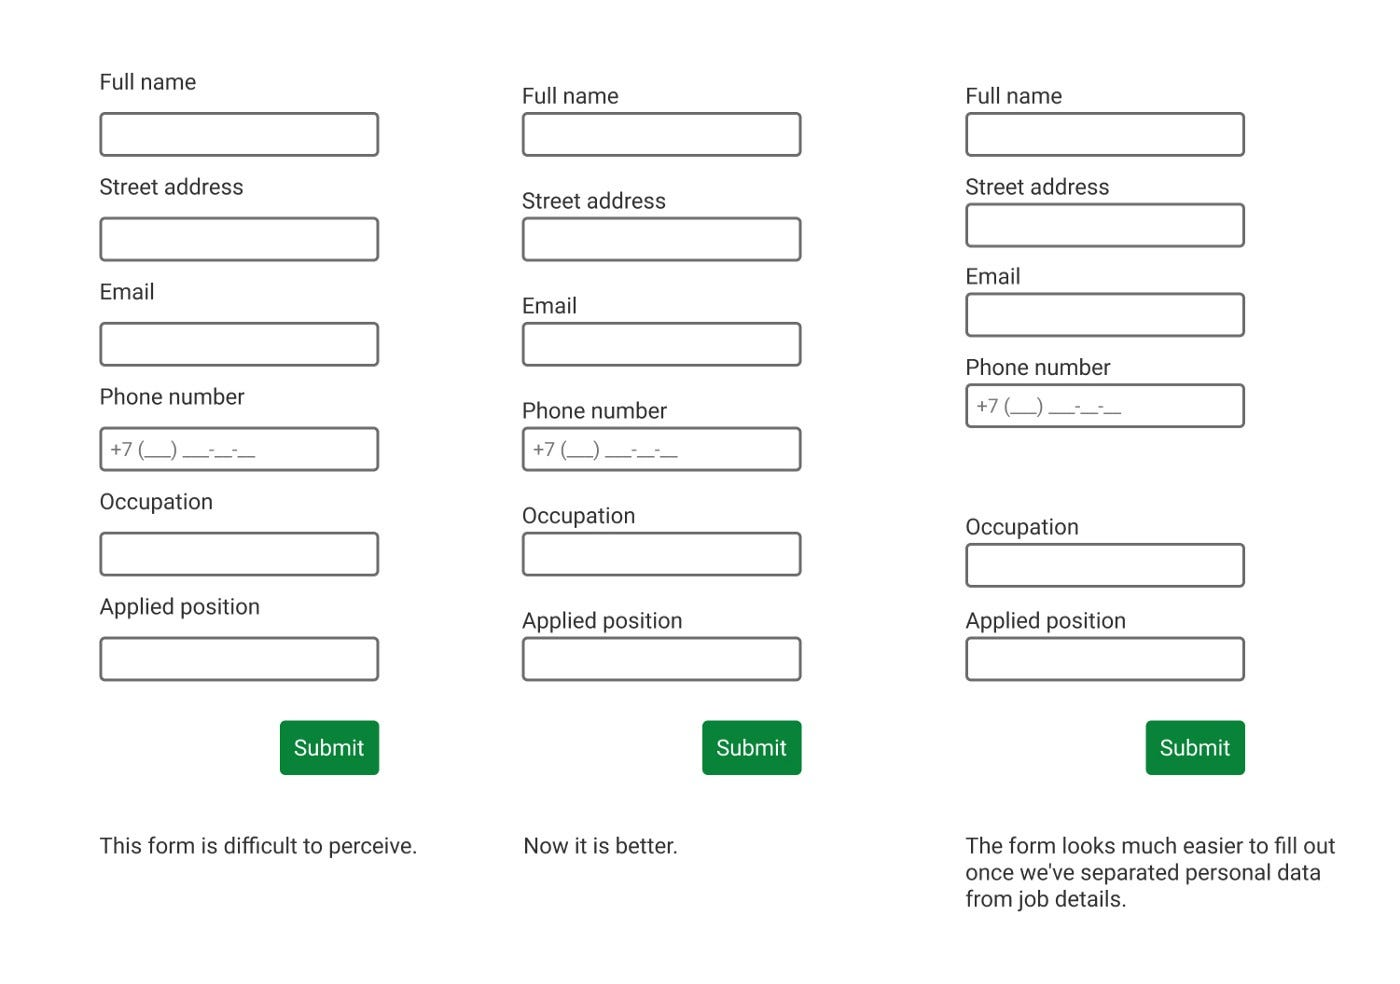 Full name
Street address
Email
Phone number
+7 (___) ___-__-__
Occupation
Applied position
Submit
This form is difficult to perceive.
Full name
Street address
Email
Phone number
+7 (___) ___-__-__
Occupation
Applied position
Submit
Now it is better.
Full name
Street address
Email
Phone number
+7 (___) ___-__-__
Occupation
Applied position
Submit
The form looks much easier to fill out
once we've separated personal data
from job details.